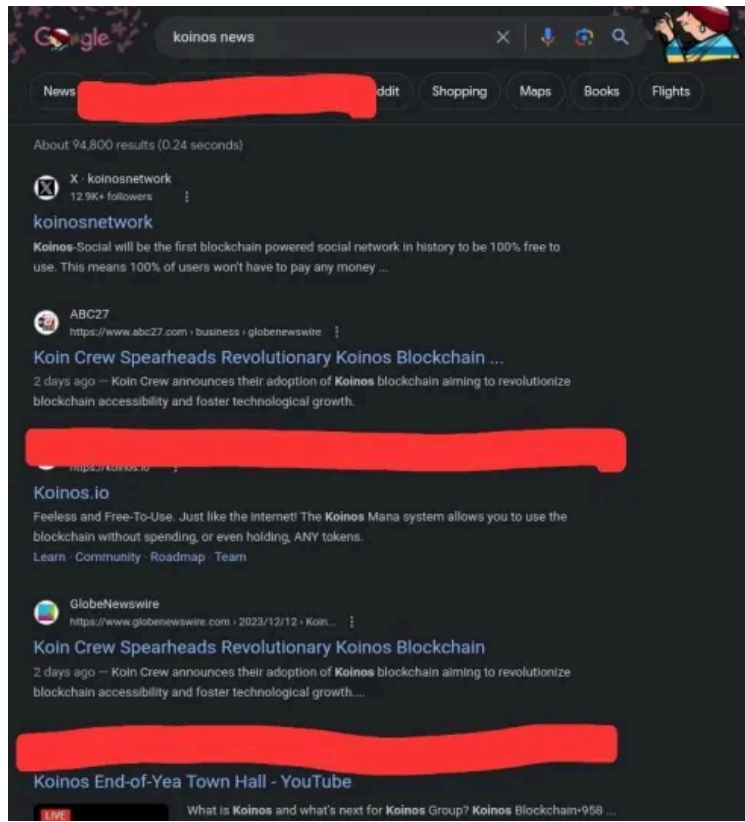 Google
koinos news
News
ddit
Shopping
Maps
Books
Flights
About 94,800 results (0.24 seconds)
X · koinosnetwork
12.9K+ followers
koinosnetwork
Koinos-Social will be the first blockchain powered social network in history to be 100% free to
use. This means 100% of users won't have to pay any money ...
ABC27
https://www.abc27.com › business › globenewswire
Koin Crew Spearheads Revolutionary Koinos Blockchain ...
2 days ago — Koin Crew announces their adoption of Koinos blockchain aiming to revolutionize
blockchain accessibility and foster technological growth.
https://koinos.io
Koinos.io
Feeless and Free-To-Use. Just like the internet! The Koinos Mana system allows you to use the
blockchain without spending, or even holding, ANY tokens.
Learn · Community · Roadmap · Team
GlobeNewswire
https://www.globenewswire.com › 2023/12/12 › Koin...
Koin Crew Spearheads Revolutionary Koinos Blockchain
2 days ago — Koin Crew announces their adoption of Koinos blockchain aiming to revolutionize
blockchain accessibility and foster technological growth....
Koinos End-of-Yea Town Hall - YouTube
LIVE
What is Koinos and what's next for Koinos Group? Koinos Blockchain•958 ...